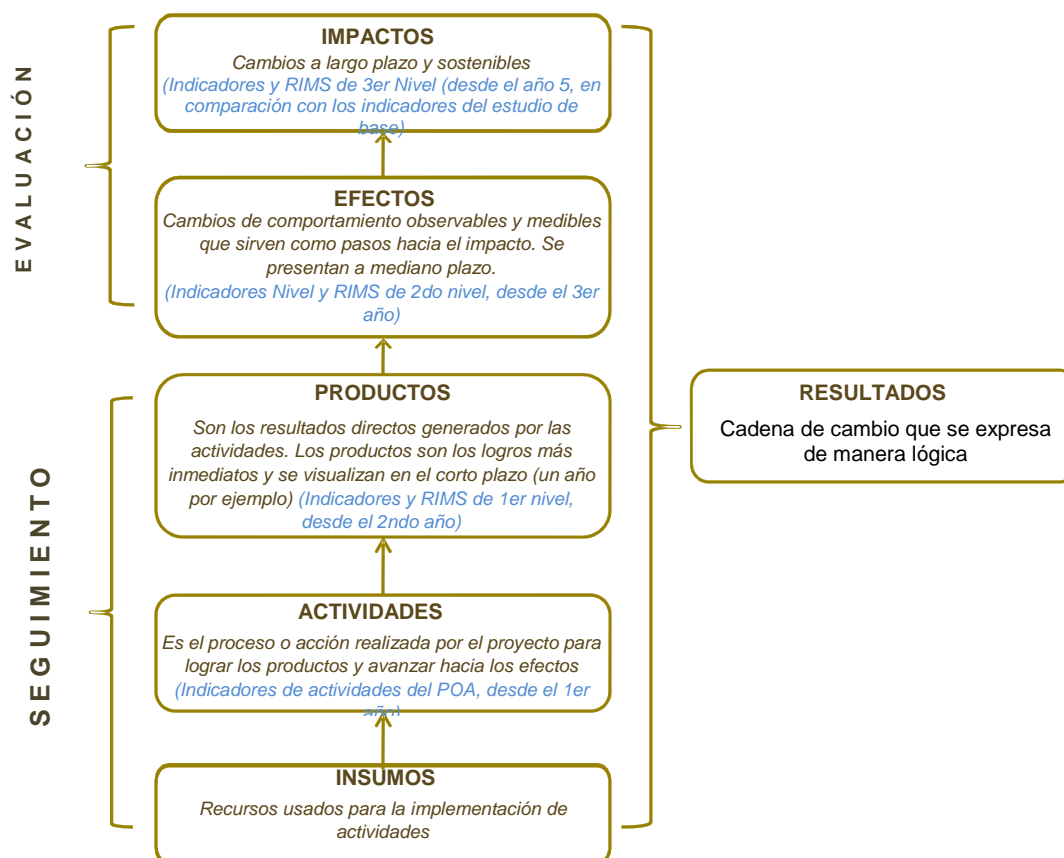 EVALUACIÓN
IMPACTOS
Cambios a largo plazo y sostenibles
(Indicadores y RIMS de 3er Nivel (desde el año 5, en
comparación con los indicadores del estudio de
base)
EFECTOS
Cambios de comportamiento observables y medibles
que sirven como pasos hacia el impacto. Se
presentan a mediano plazo.
(Indicadores Nivel y RIMS de 2do nivel, desde el 3er
año)
SEGUIMIENTO
PRODUCTOS
Son los resultados directos generados por las
actividades. Los productos son los logros más
inmediatos y se visualizan en el corto plazo (un año
por ejemplo) (Indicadores y RIMS de 1er nivel,
desde el 2ndo año)
ACTIVIDADES
Es el proceso o acción realizada por el proyecto para
lograr los productos y avanzar hacia los efectos
(Indicadores de actividades del POA, desde el 1er
año)
INSUMOS
Recursos usados para la implementación de
actividades
RESULTADOS
Cadena de cambio que se expresa
de manera lógica